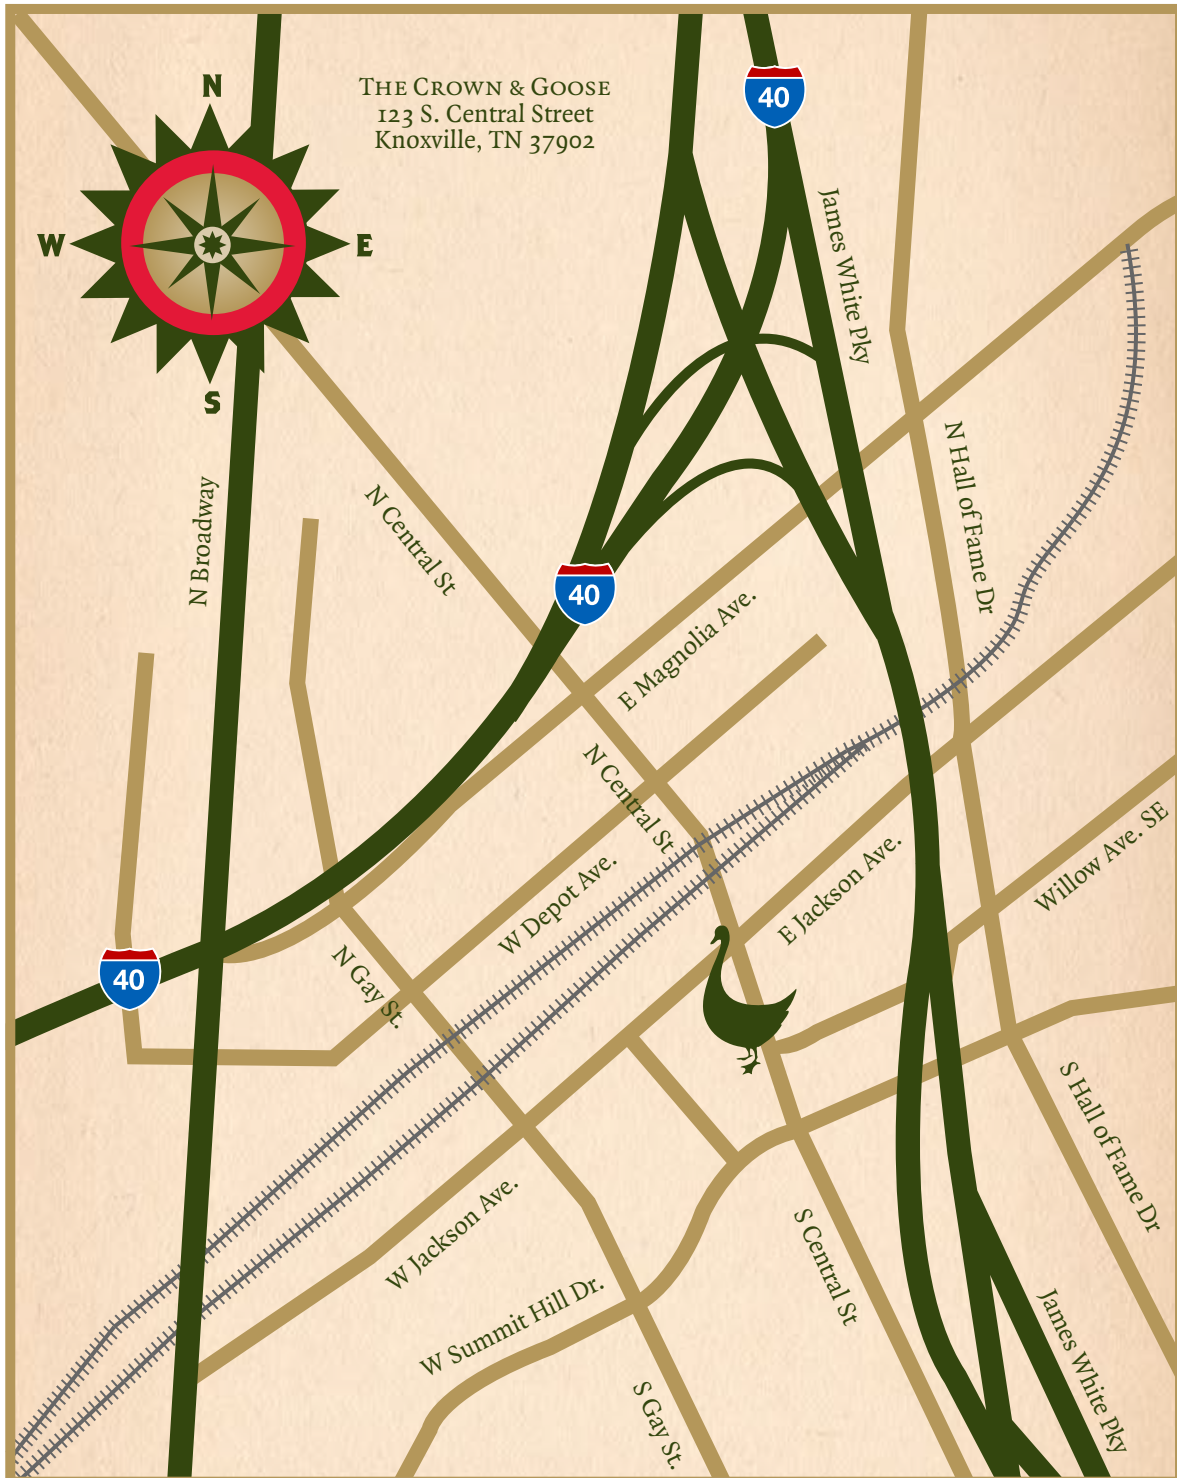 N
W
E
S
The Crown & Goose
123 S. Central Street
Knoxville, TN 37902
40
James White Pky
N Hall of Fame Dr
N Broadway
N Central St
40
E Magnolia Ave.
N Central St
W Depot Ave.
E Jackson Ave.
Willow Ave. SE
40
N Gay St.
S Hall of Fame Dr
W Jackson Ave.
S Central St
W Summit Hill Dr.
James White Pky
S Gay St.